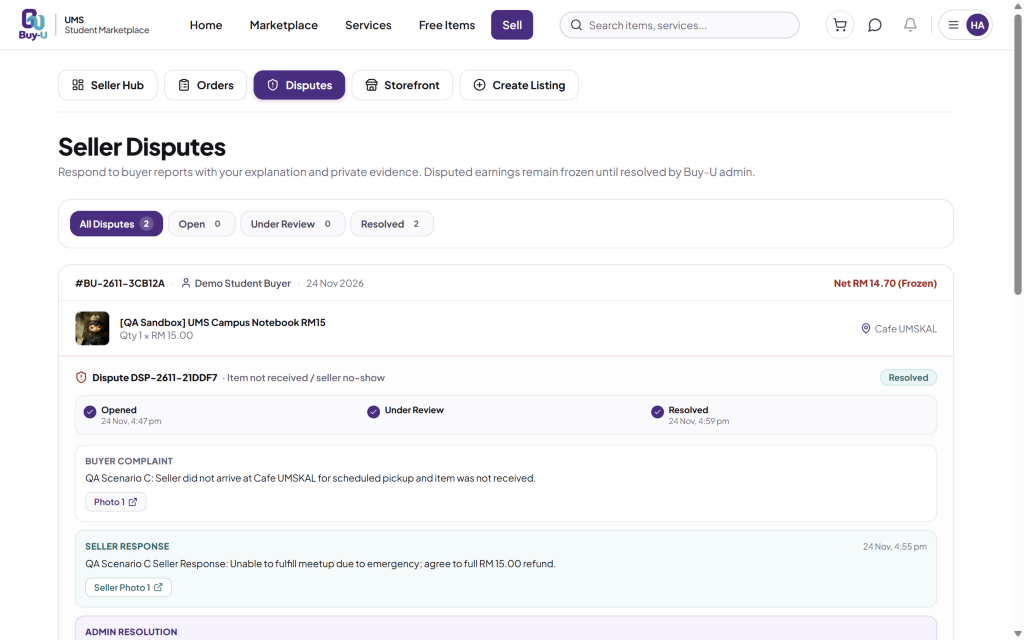 Buy-U
UMS
Student Marketplace
Home
Marketplace
Services
Free Items
Sell
Search items, services...
HA
Seller Hub
Orders
Disputes
Storefront
Create Listing
Seller Disputes
Respond to buyer reports with your explanation and private evidence. Disputed earnings remain frozen until resolved by Buy-U admin.
All Disputes 2
Open 0
Under Review 0
Resolved 2
#BU-2611-3CB12A · Demo Student Buyer · 24 Nov 2026
Net RM 14.70 (Frozen)
[QA Sandbox] UMS Campus Notebook RM15
Qty 1 × RM 15.00
Cafe UMSKAL
Dispute DSP-2611-21DDF7 · Item not received / seller no-show
Resolved
Opened
24 Nov, 4:47 pm
Under Review
Resolved
24 Nov, 4:59 pm
BUYER COMPLAINT
QA Scenario C: Seller did not arrive at Cafe UMSKAL for scheduled pickup and item was not received.
Photo 1
SELLER RESPONSE
24 Nov, 4:55 pm
QA Scenario C Seller Response: Unable to fulfill meetup due to emergency; agree to full RM 15.00 refund.
Seller Photo 1
ADMIN RESOLUTION